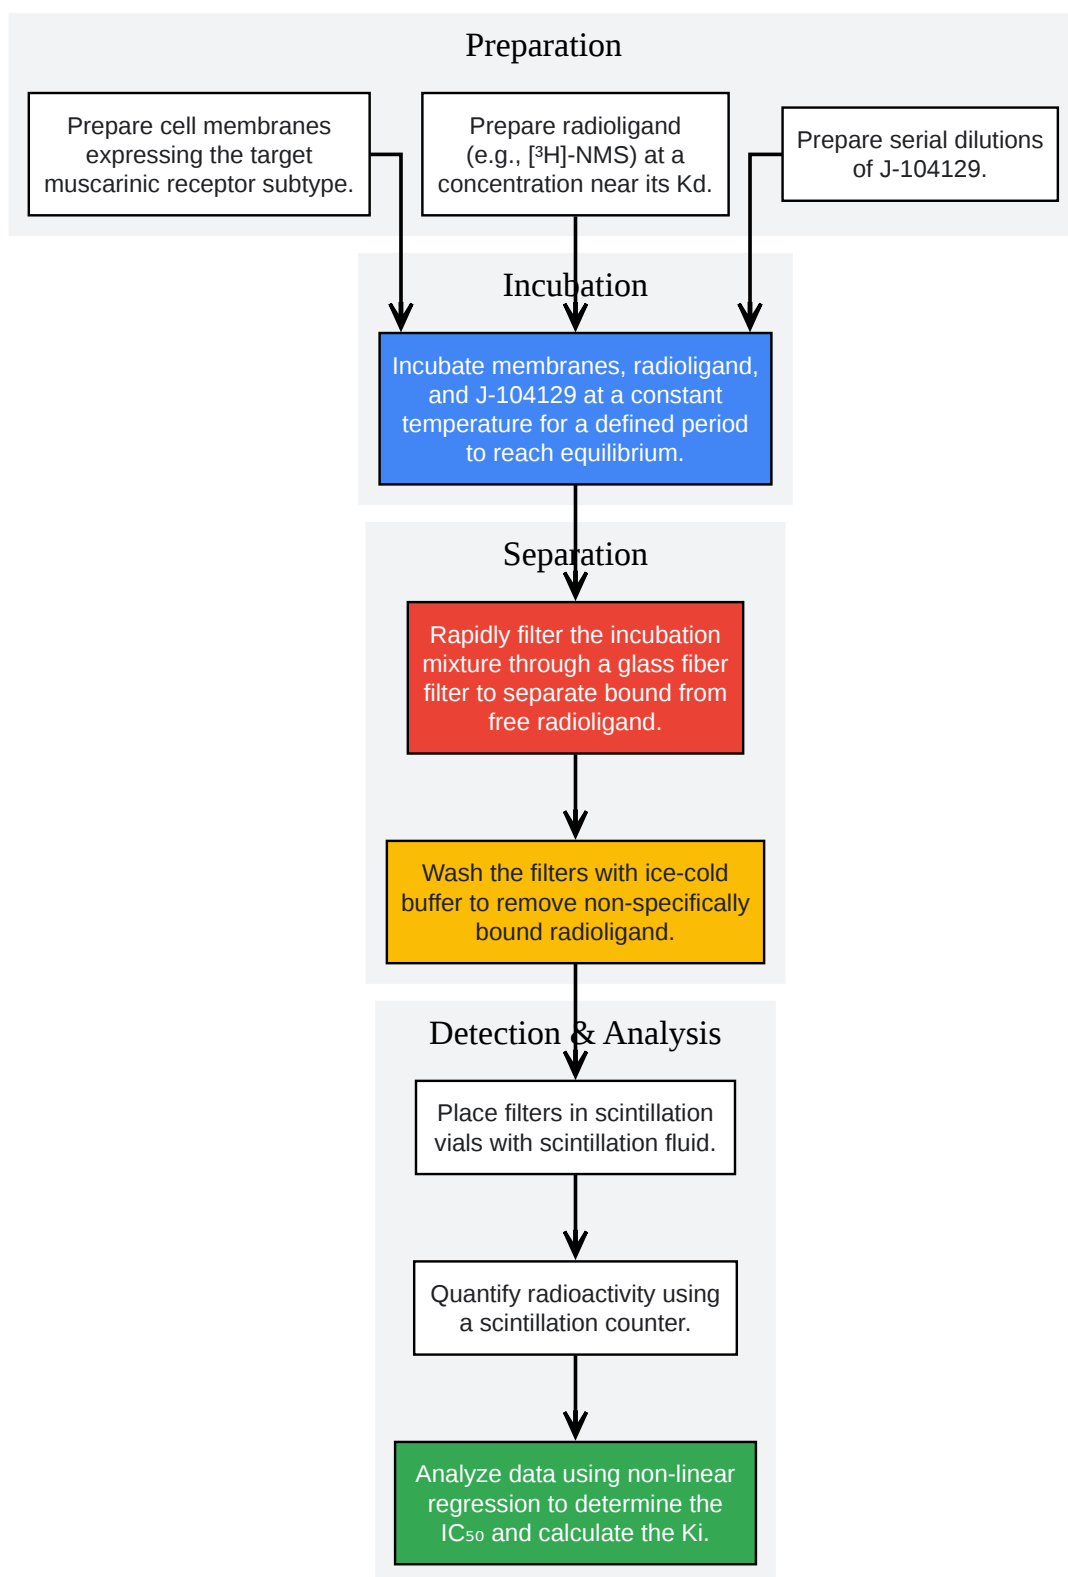 Preparation
Prepare cell membranes
expressing the target
muscarinic receptor subtype.
Prepare radioligand
(e.g., [³H]-NMS) at a
concentration near its Kd.
Prepare serial dilutions
of J-104129.
Incubation
Incubate membranes, radioligand,
and J-104129 at a constant
temperature for a defined period
to reach equilibrium.
Separation
Rapidly filter the incubation
mixture through a glass fiber
filter to separate bound from
free radioligand.
Wash the filters with ice-cold
buffer to remove non-specifically
bound radioligand.
Detection & Analysis
Place filters in scintillation
vials with scintillation fluid.
Quantify radioactivity using
a scintillation counter.
Analyze data using non-linear
regression to determine the
IC₅₀ and calculate the Ki.